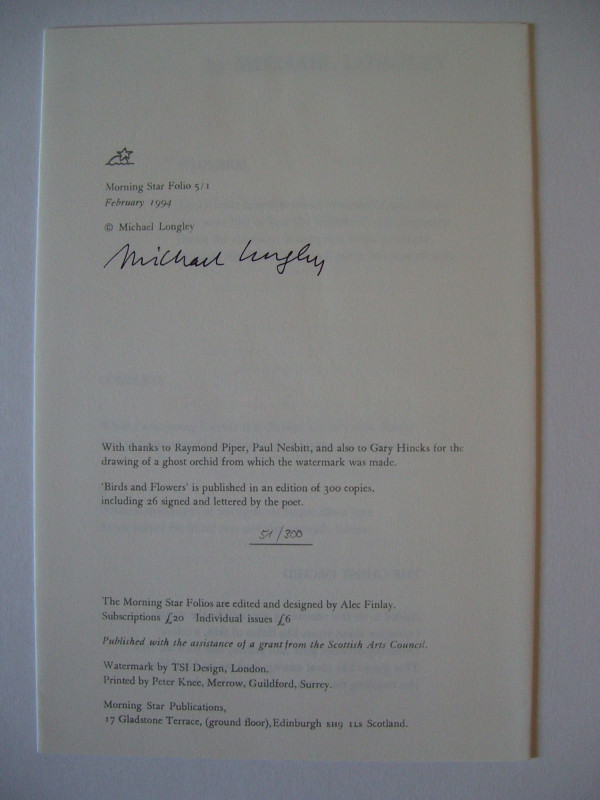 Morning Star Folio 5/1
February 1994
© Michael Longley
Michael Longley
With thanks to Raymond Piper, Paul Nesbitt, and also to Gary Hincks for the
drawing of a ghost orchid from which the watermark was made.
'Birds and Flowers' is published in an edition of 300 copies,
including 26 signed and lettered by the poet.
51/300
The Morning Star Folios are edited and designed by Alec Finlay.
Subscriptions £20 Individual issues £6
Published with the assistance of a grant from the Scottish Arts Council.
Watermark by TSI Design, London.
Printed by Peter Knee, Merrow, Guildford, Surrey.
Morning Star Publications,
17 Gladstone Terrace, (ground floor), Edinburgh EH9 1LS Scotland.